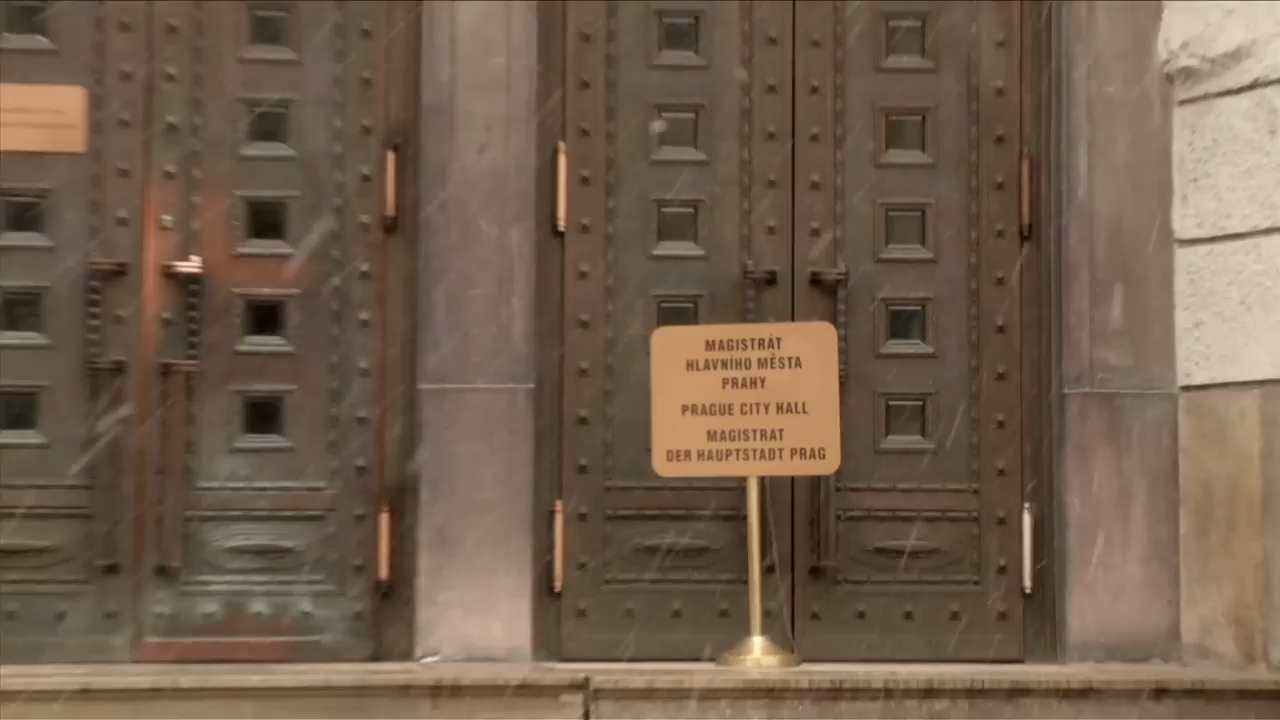 MAGISTRÁT
HLAVNÍHO MĚSTA
PRAHY
PRAGUE CITY HALL
MAGISTRAT
DER HAUPTSTADT PRAG